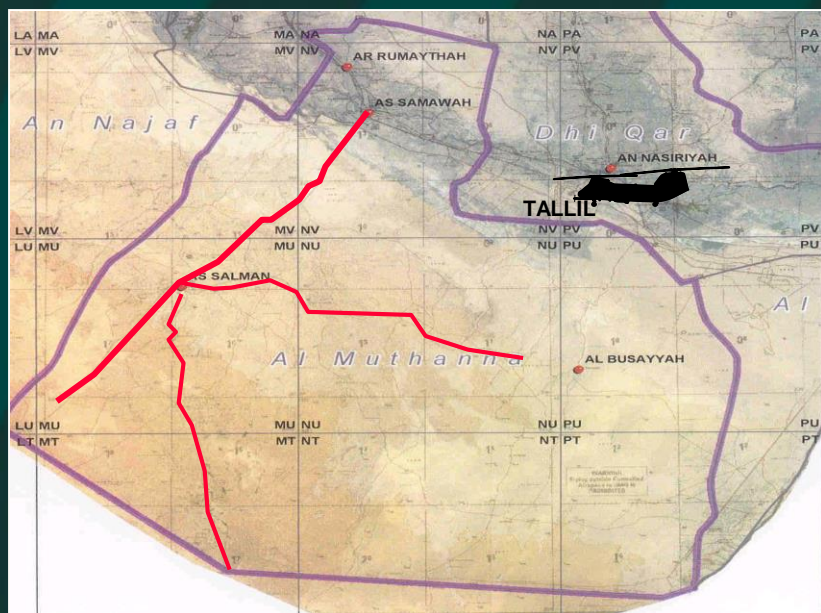 LA MA
LV MV
MA NA
MV NV
NA PA
NV PV
PA
PV
AR RUMAYTHAH
AS SAMAWAH
An Najaf
Dhi Qar
AN NASIRIYAH
TALLIL
LV MV
LU MU
MV NV
MU NU
NV PV
NU PU
PV
PU
AS SALMAN
Al
Al Muthanna
AL BUSAYYAH
LU MU
LT MT
MU NU
MT NT
NU PU
NT PT
PU
PT